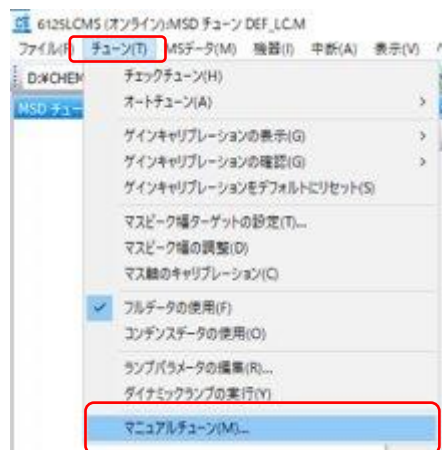 6125LCMS (オンライン):MSD チューン DEF_LC.M
ファイル(F) チューン(T) MSデータ(M) 機器(I) 中断(A) 表示(V)
D:¥CHEM
MSD チュー
チェックチューン(H)
オートチューン(A)
ゲインキャリブレーションの表示(G)
ゲインキャリブレーションの確認(G)
ゲインキャリブレーションをデフォルトにリセット(S)
マスピーク幅ターゲットの設定(T)...
マスピーク幅の調整(D)
マス軸のキャリブレーション(C)
フルデータの使用(F)
コンデンスデータの使用(O)
ランプパラメータの編集(R)...
ダイナミックランプの実行(Y)
マニュアルチューン(M)...